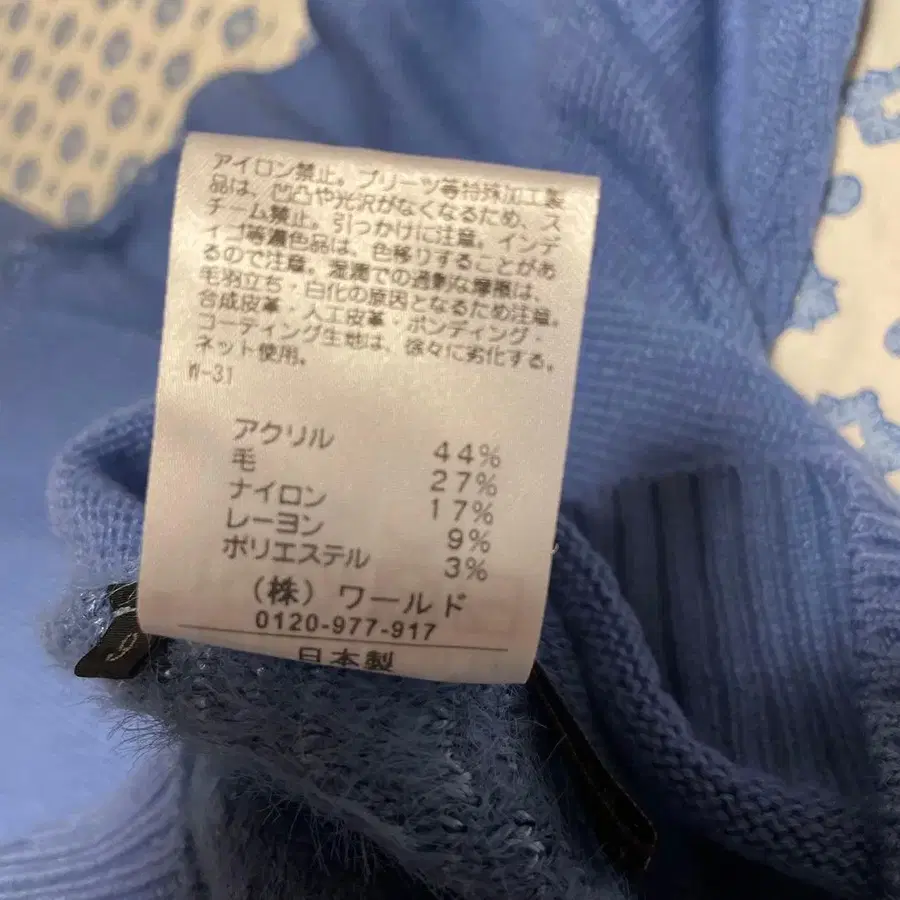 アイロン禁止。プリーツ等特殊加工製
品は、凹凸や光沢がなくなるため、ス
チーム禁止。引っかけに注意。インデ
ィゴ等濃色品は、色移りすることがあ
るので注意。湿潤での過剰な摩擦は、
毛羽立ち・白化の原因となるため注意。
合成皮革・人工皮革・ボンディング・
コーティング生地は、徐々に劣化する。
ネット使用。
W-31
アクリル 44%
毛 27%
ナイロン 17%
レーヨン 9%
ポリエステル 3%
(株) ワールド
0120-977-917
日本製